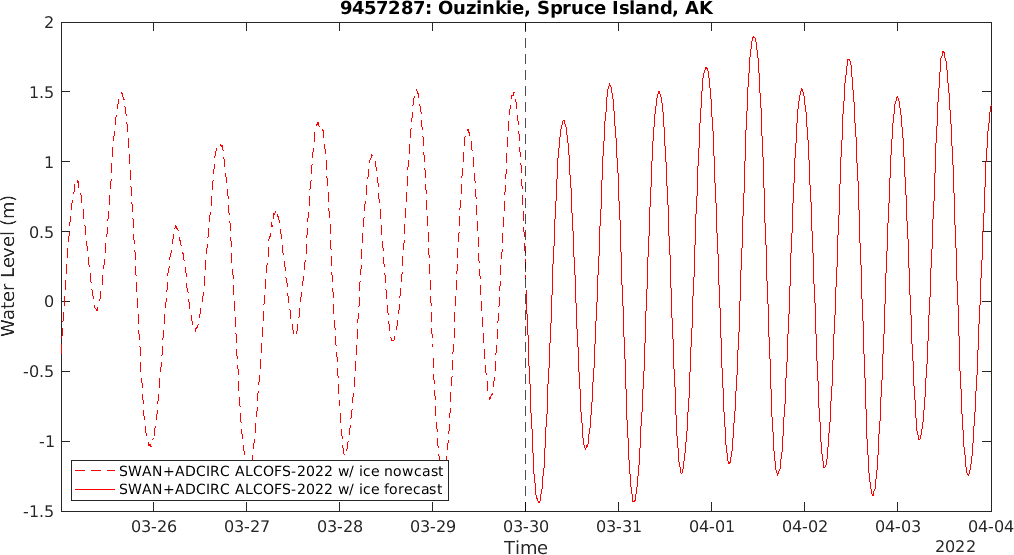 9457287: Ouzinkie, Spruce Island, AK
2
1.5
1
0.5
0
-0.5
-1
-1.5
Water Level (m)
SWAN+ADCIRC ALCOFS-2022 w/ ice nowcast
SWAN+ADCIRC ALCOFS-2022 w/ ice forecast
03-26 03-27 03-28 03-29 03-30 03-31 04-01 04-02 04-03 04-04
Time
2022